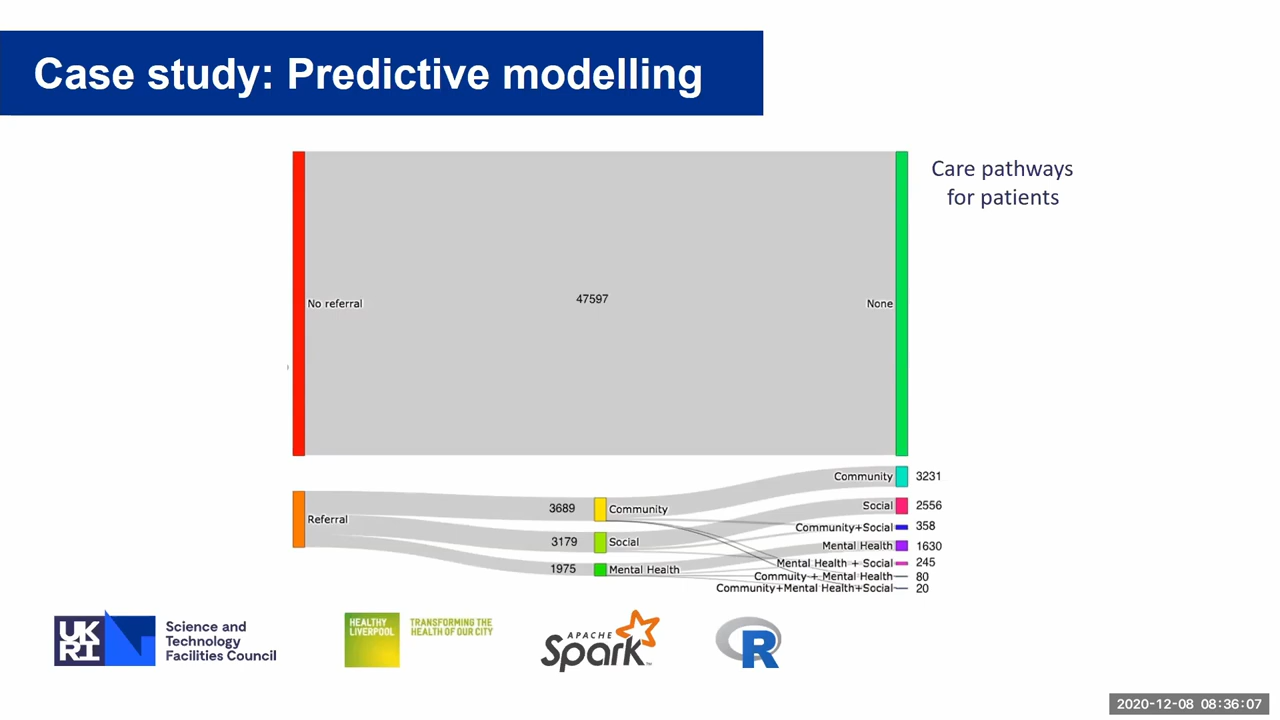 Case study: Predictive modelling
Care pathways
for patients
No referral
47597
None
Referral
3689
Community
3179
Social
1975
Mental Health
Community
3231
Social
2556
Community+Social
358
Mental Health
1630
Mental Health + Social
245
Commuity + Mental Health
80
Community+Mental Health+Social
20
UK
RI
Science and
Technology
Facilities Council
HEALTHY
LIVERPOOL
TRANSFORMING THE
HEALTH OF OUR CITY
APACHE
Spark™
R
2020-12-08 08:36:07